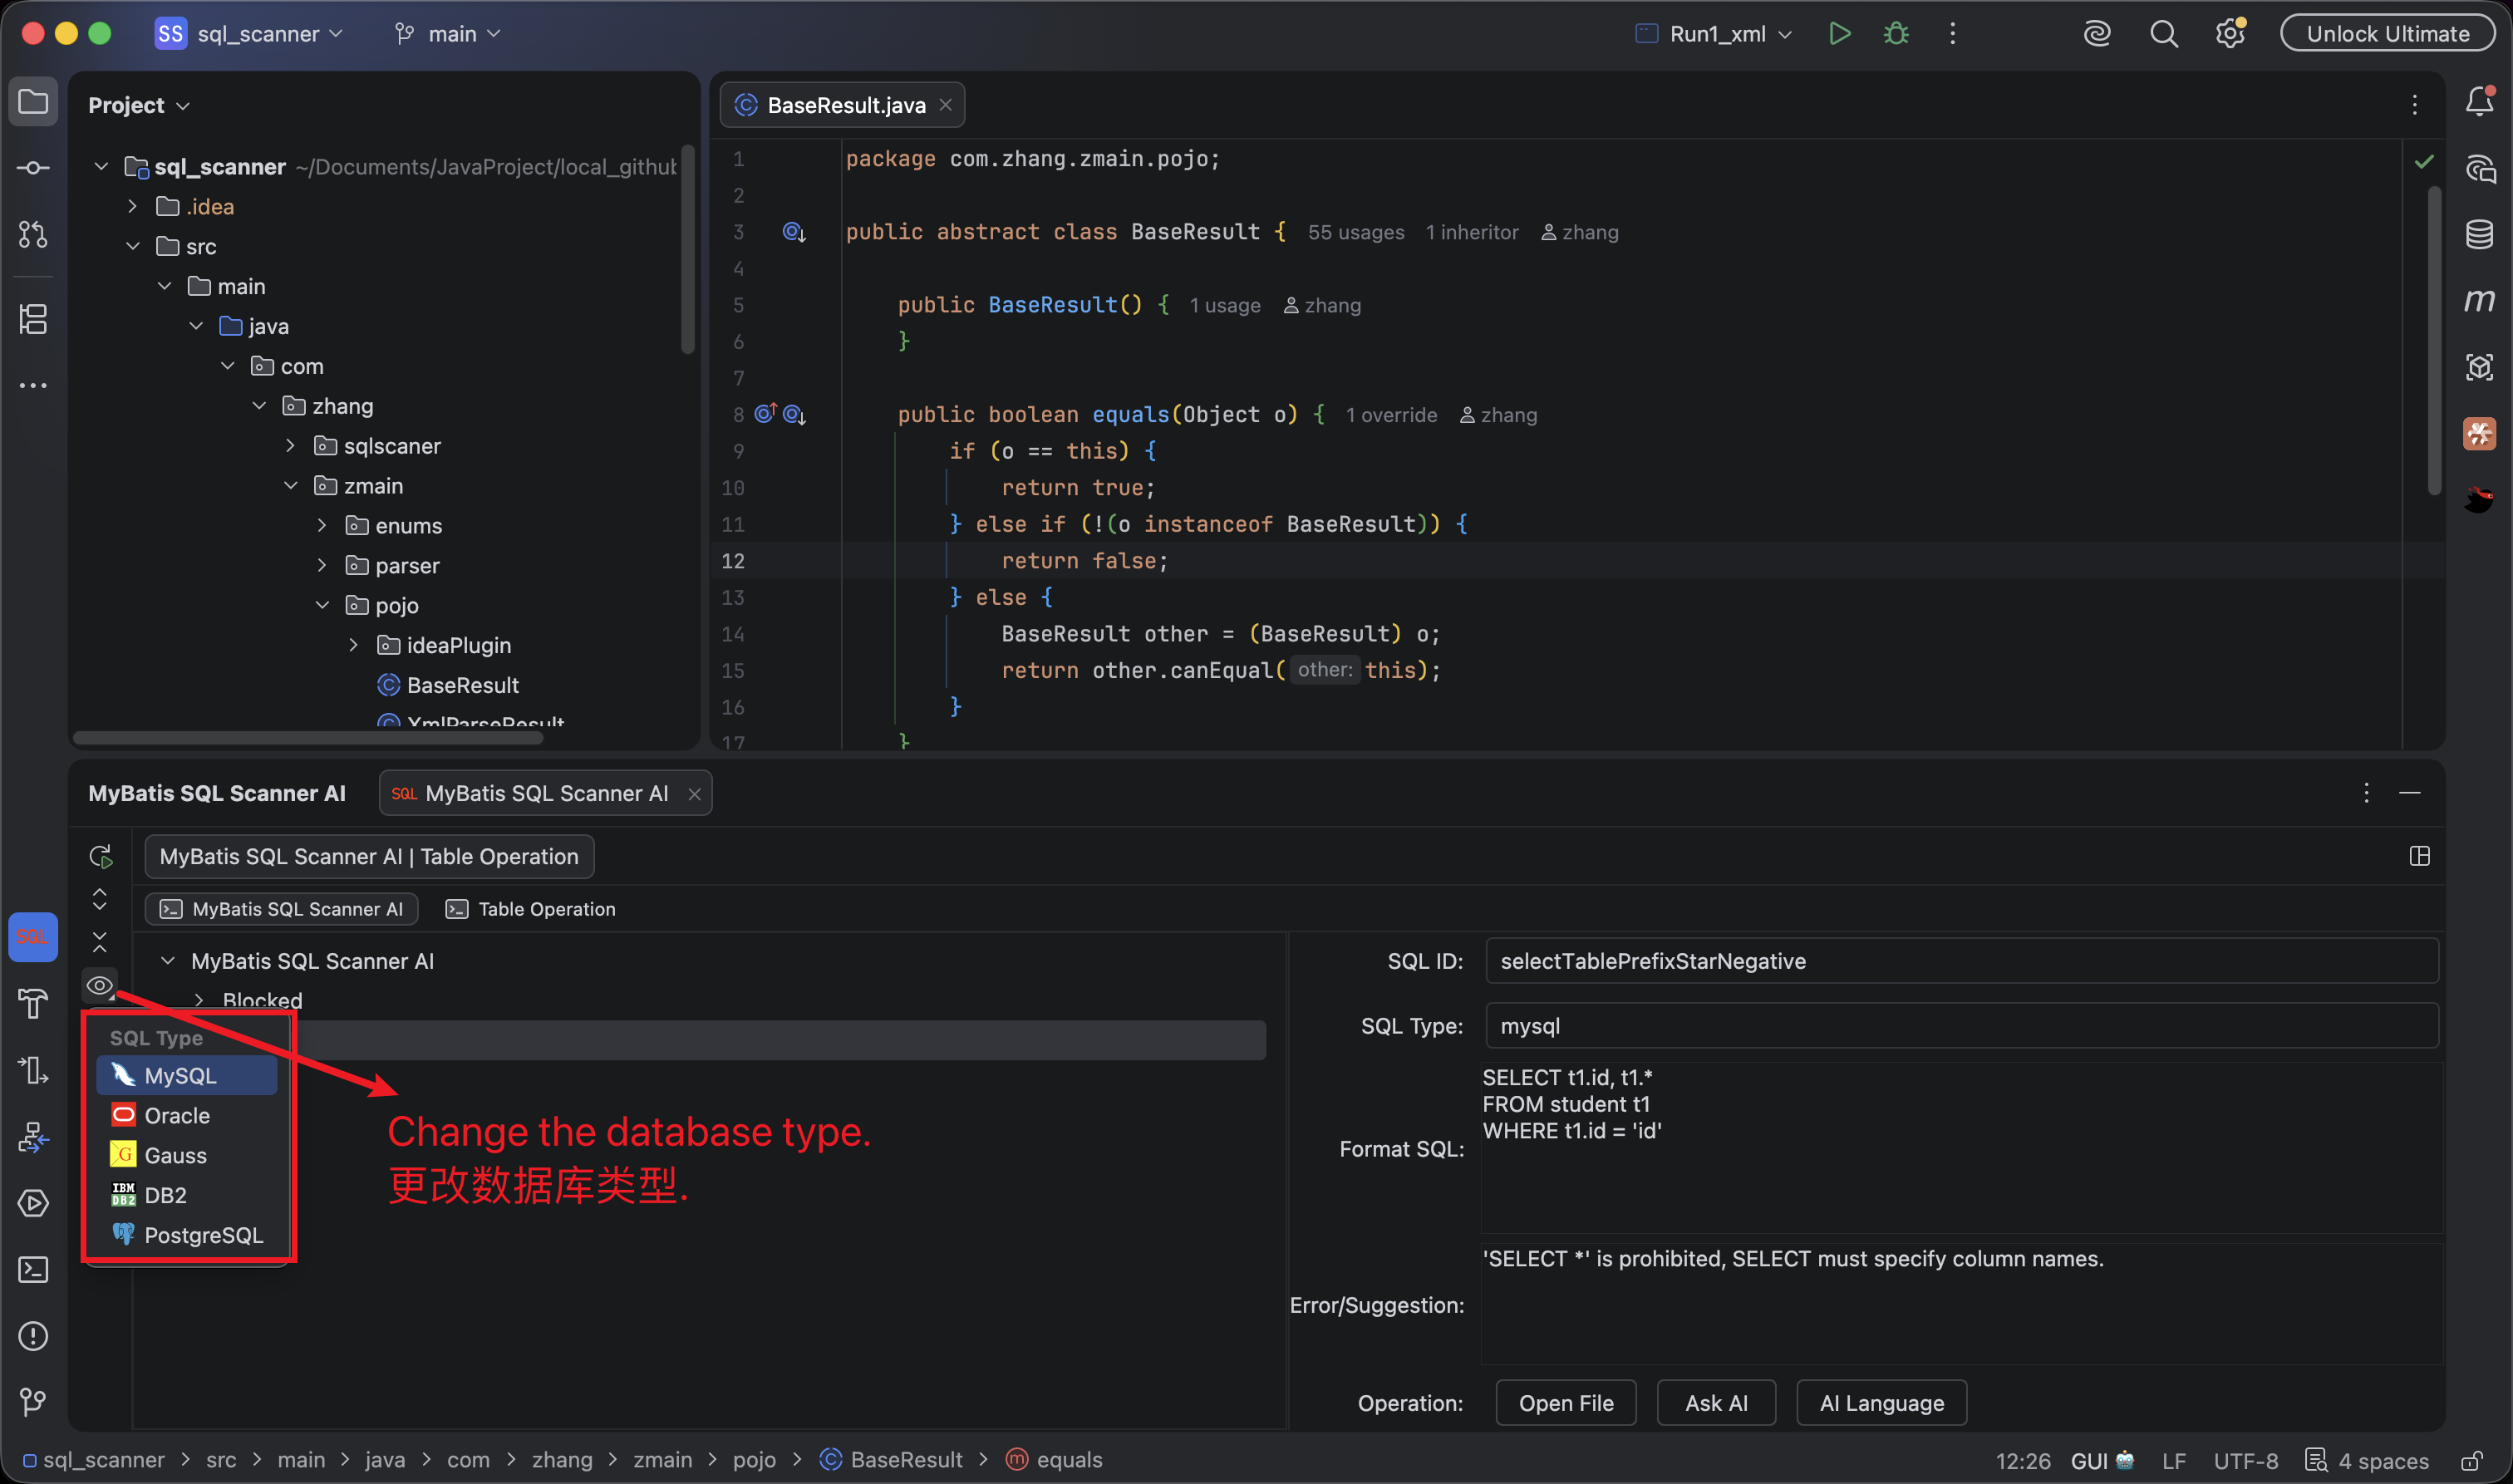 SS sql_scanner main Run1_xml Unlock Ultimate
Project
sql_scanner ~/Documents/JavaProject/local_github
.idea
src
main
java
com
zhang
sqlscaner
zmain
enums
parser
pojo
ideaPlugin
BaseResult
XmlParseResult
BaseResult.java
1 package com.zhang.zmain.pojo;
2
3 public abstract class BaseResult { 55 usages 1 inheritor zhang
4
5 public BaseResult() { 1 usage zhang
6 }
7
8 public boolean equals(Object o) { 1 override zhang
9 if (o == this) {
10 return true;
11 } else if (!(o instanceof BaseResult)) {
12 return false;
13 } else {
14 BaseResult other = (BaseResult) o;
15 return other.canEqual( other: this);
16 }
17 }
MyBatis SQL Scanner AI SQL MyBatis SQL Scanner AI
MyBatis SQL Scanner AI | Table Operation
MyBatis SQL Scanner AI Table Operation
SQL
MyBatis SQL Scanner AI
Blocked
SQL Type
MySQL
Oracle
G Gauss
IBM DB2 DB2
PostgreSQL
Change the database type.
更改数据库类型.
SQL ID: selectTablePrefixStarNegative
SQL Type: mysql
Format SQL:
SELECT t1.id, t1.*
FROM student t1
WHERE t1.id = 'id'
Error/Suggestion:
'SELECT *' is prohibited, SELECT must specify column names.
Operation: Open File Ask AI AI Language
sql_scanner src main java com zhang zmain pojo BaseResult equals 12:26 GUI LF UTF-8 4 spaces